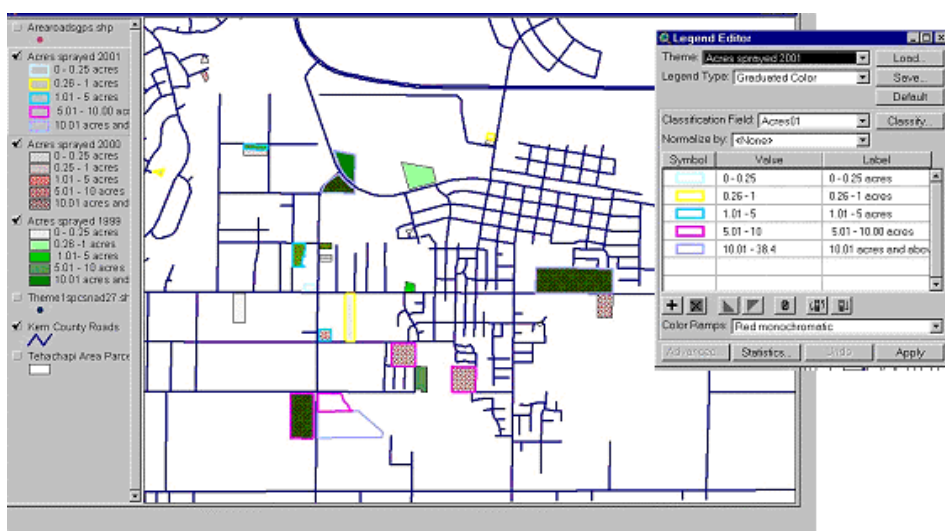 Arearoadsgps shp
Acres sprayed 2001
0 - 0.25 acres
0.26 - 1 acres
1.01 - 5 acres
5.01 - 10.00 acr
10.01 acres and
Acres sprayed 2000
0 - 0.25 acres
0.25 - 1 acres
1.01 - 5 acres
5.01 - 10 acres
10.01 acres and
Acres sprayed 1999
0 - 0.25 acres
0.26 - 1 acres
1.01 - 5 acres
5.01 - 10 acres
10.01 acres and
Theme1spcsnad27.sh
Kern County Roads
Tehachapi Area Parce
Legend Editor
Theme: Acres sprayed 2001
Load...
Legend Type: Graduated Color
Save...
Default
Classification Field: Acres01
Classify...
Normalize by: <None>
Symbol Value Label
0 - 0.25 0 - 0.25 acres
0.26 - 1 0.26 - 1 acres
1.01 - 5 1.01 - 5 acres
5.01 - 10 5.01 - 10.00 acres
10.01 - 38.4 10.01 acres and abov
Color Ramps: Red monochromatic
Advanced... Statistics... Undo Apply